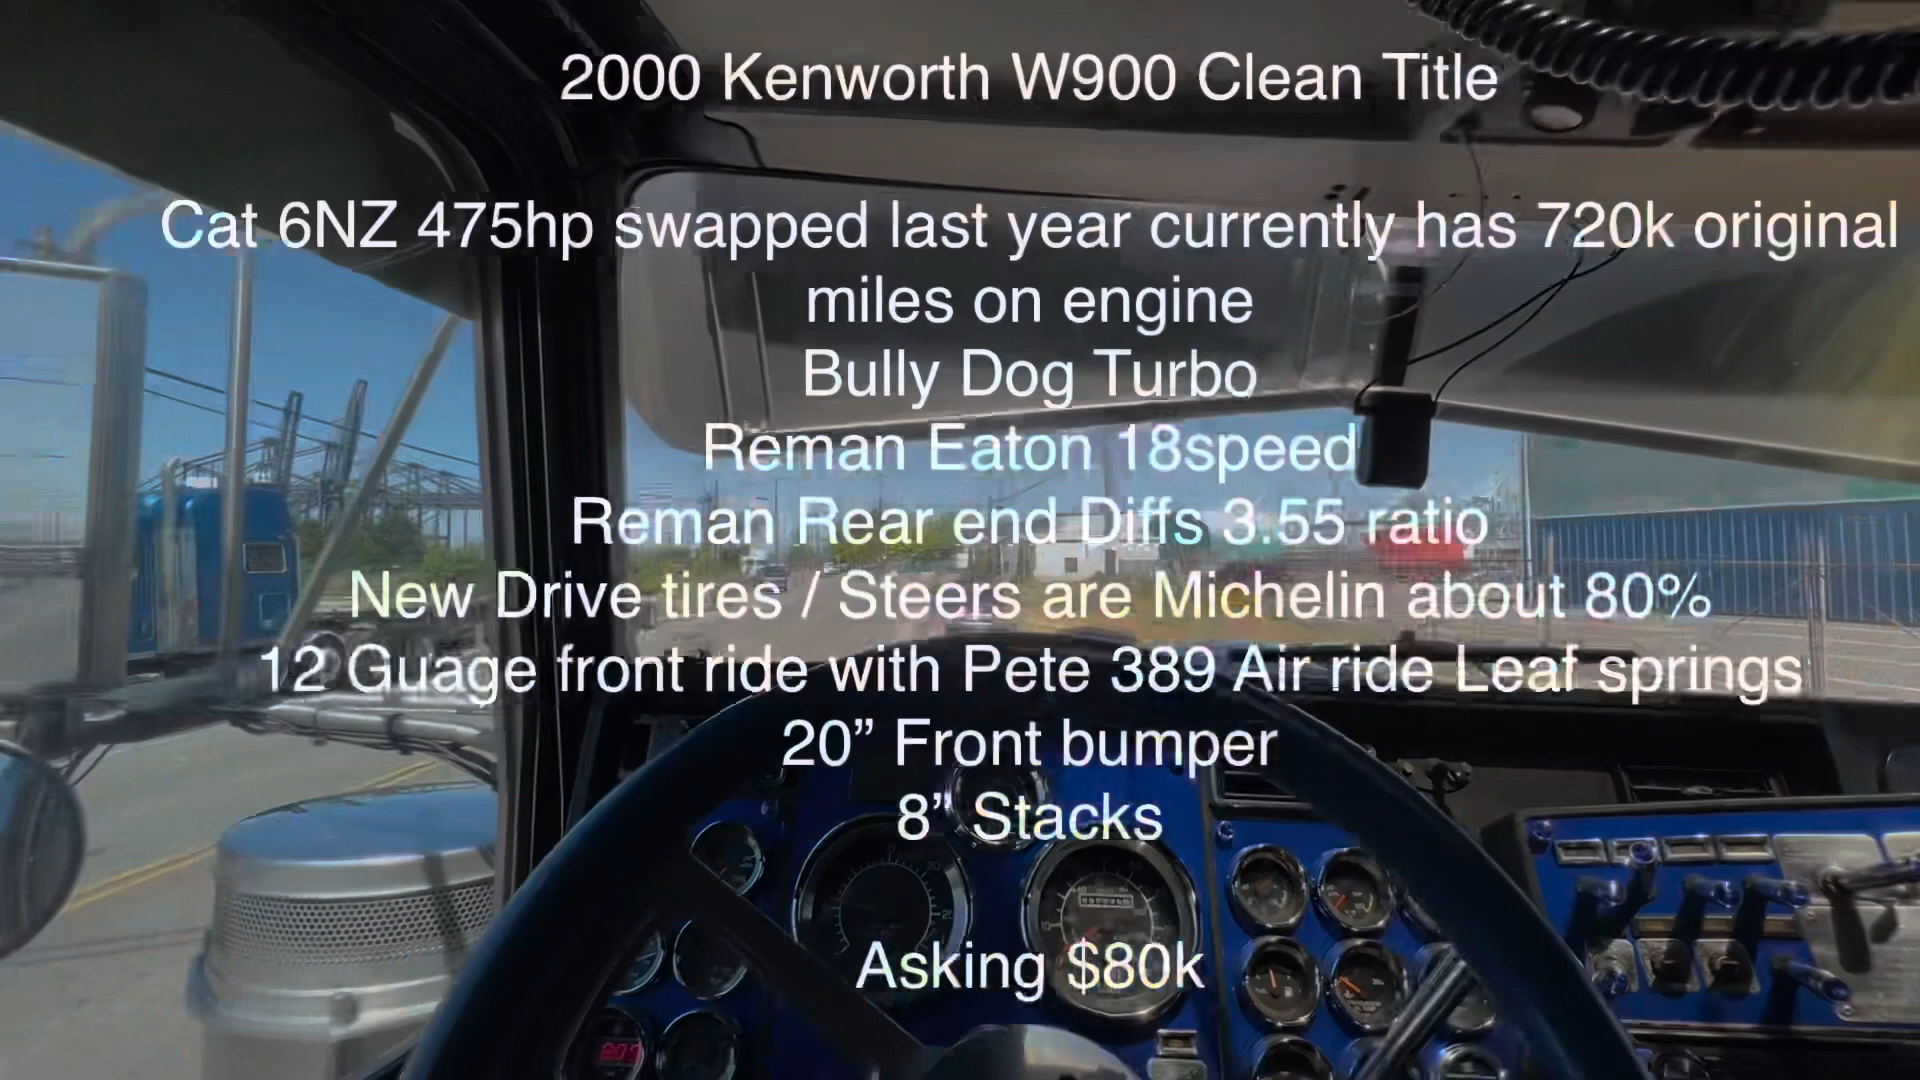 2000 Kenworth W900 Clean Title
Cat 6NZ 475hp swapped last year currently has 720k original
miles on engine
Bully Dog Turbo
Reman Eaton 18speed
Reman Rear end Diffs 3.55 ratio
New Drive tires / Steers are Michelin about 80%
12 Guage front ride with Pete 389 Air ride Leaf springs
20” Front bumper
8” Stacks
Asking $80k